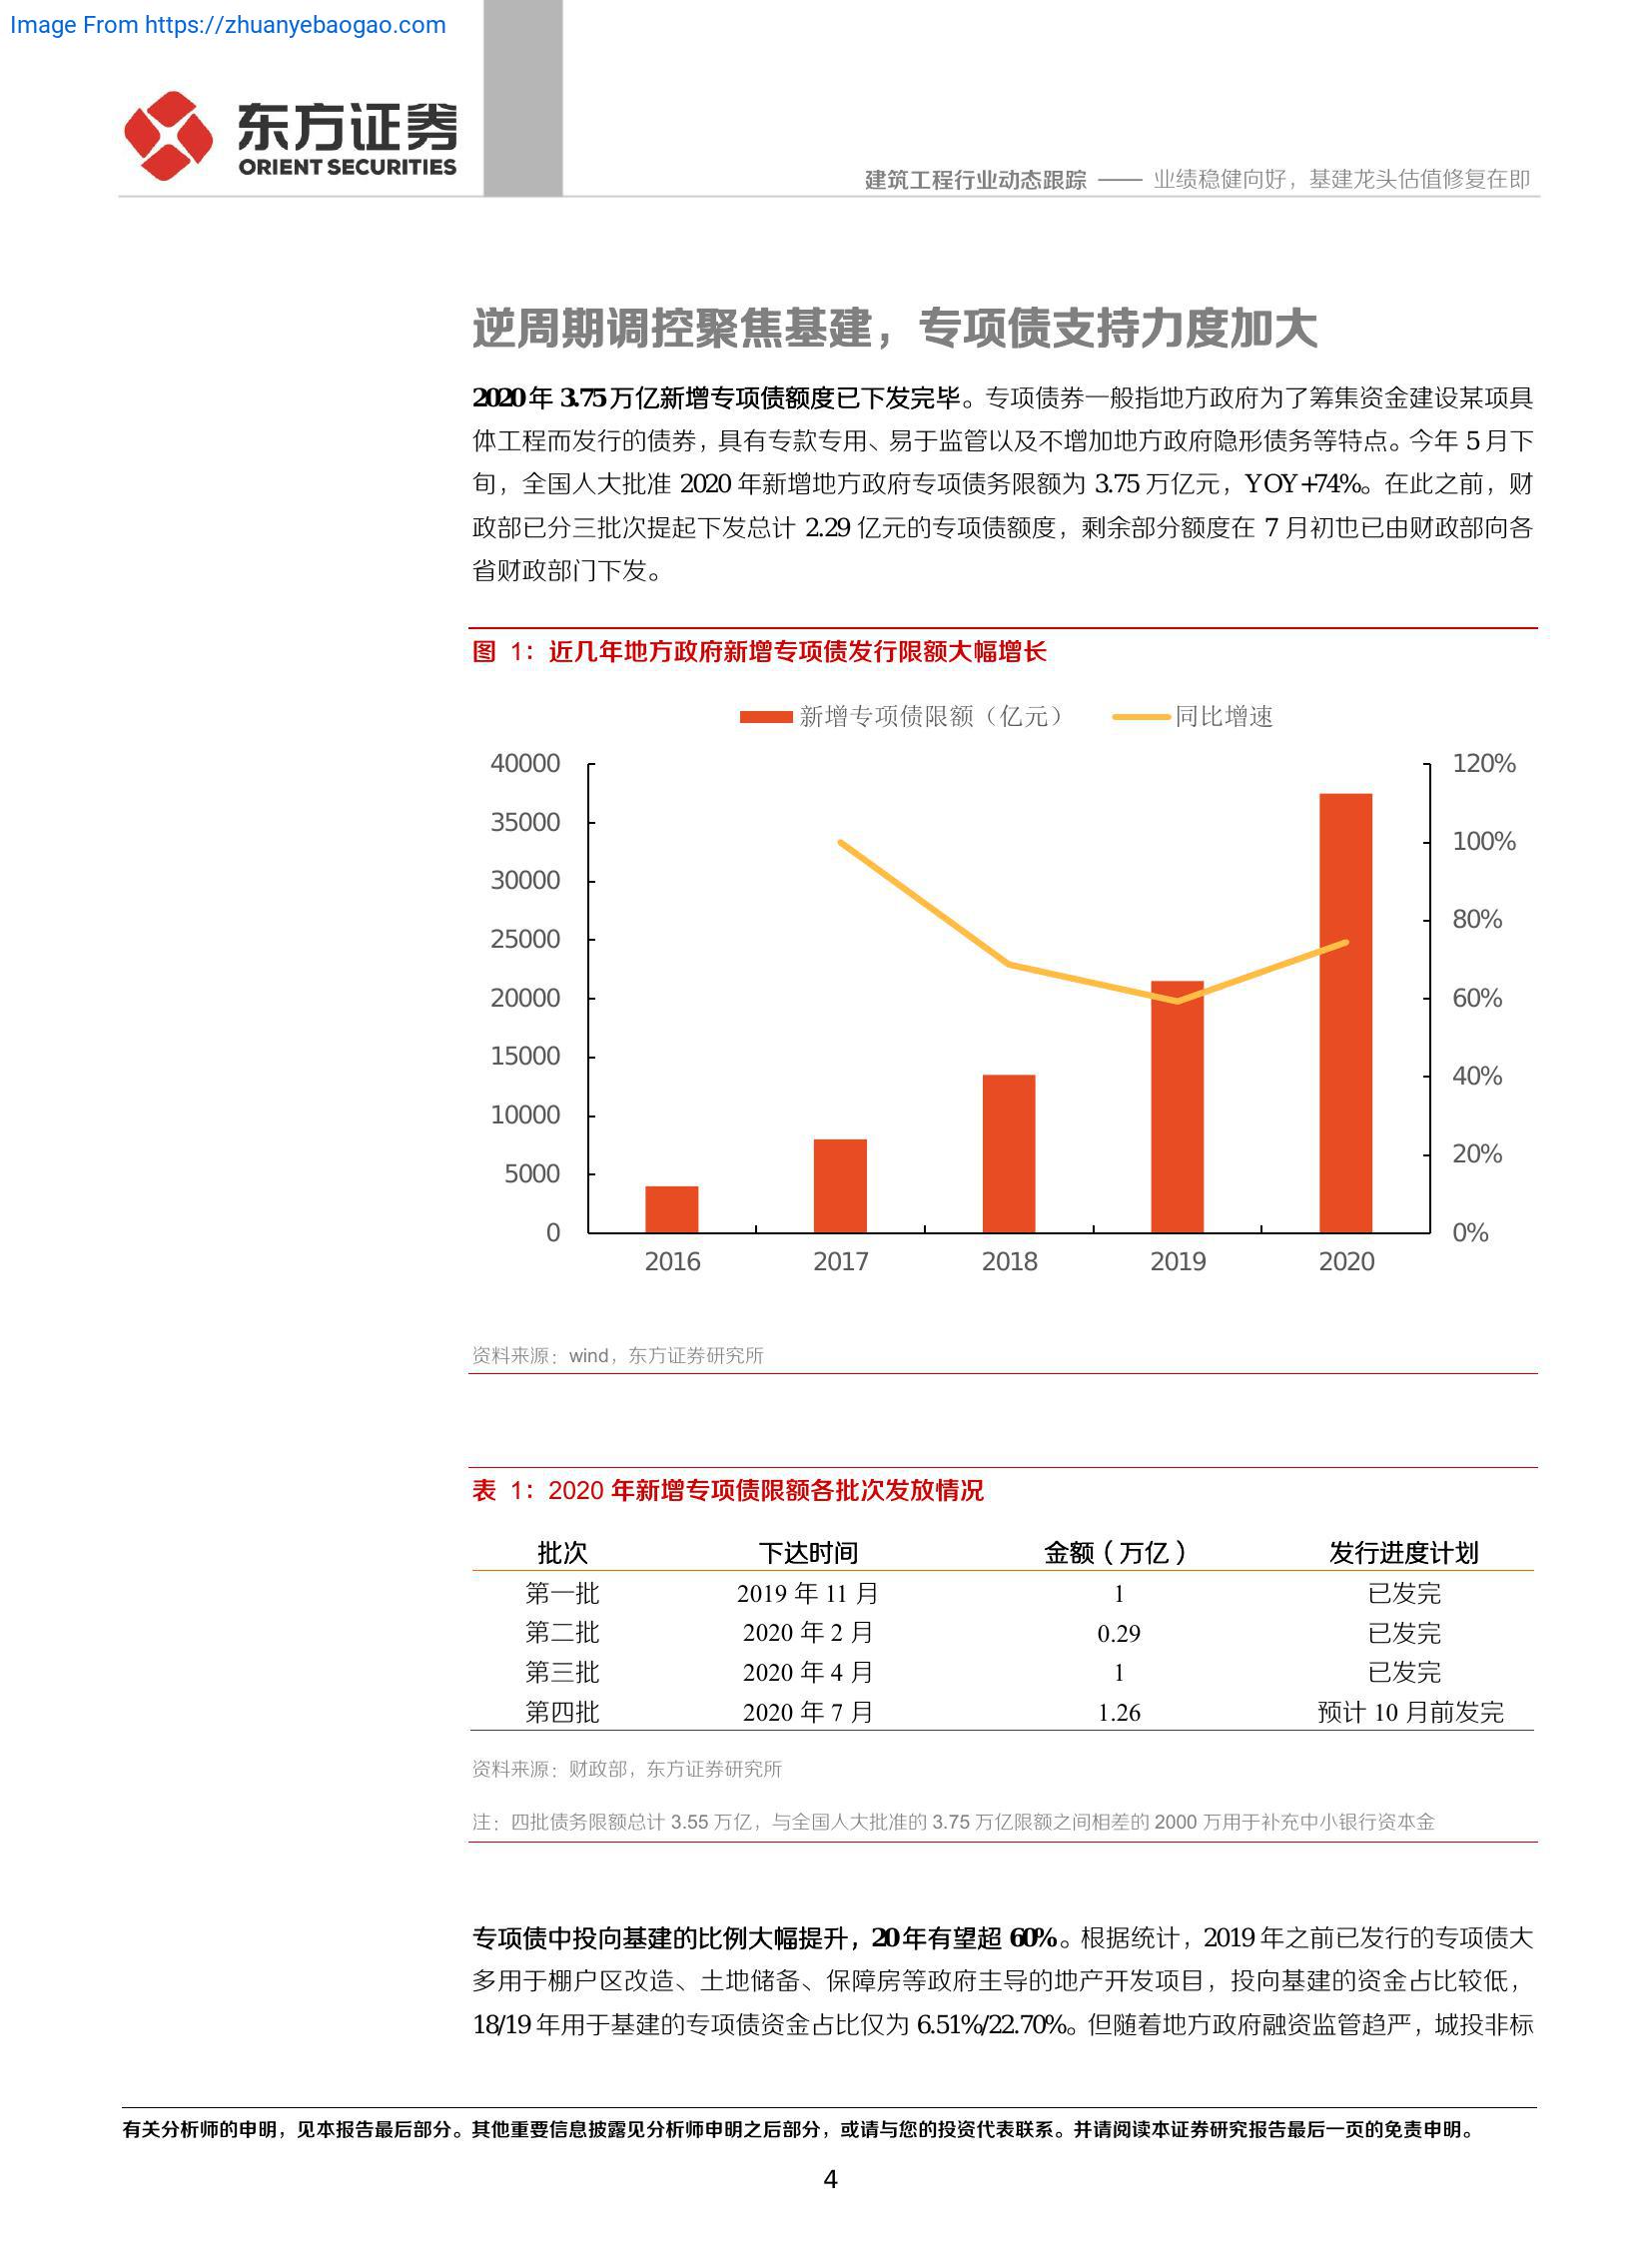 Image From https://zhuanyebaogao.com
东方证券
ORIENT SECURITIES
建筑工程行业动态跟踪 —— 业绩稳健向好，基建龙头估值修复在即
逆周期调控聚焦基建，专项债支持力度加大
2020年 3.75万亿新增专项债额度已下发完毕。专项债券一般指地方政府为了筹集资金建设某项具
体工程而发行的债券，具有专款专用、易于监管以及不增加地方政府隐形债务等特点。今年 5 月下
旬，全国人大批准 2020 年新增地方政府专项债务限额为 3.75 万亿元，YOY+74%。在此之前，财
政部已分三批次提起下发总计 2.29 亿元的专项债额度，剩余部分额度在 7 月初也已由财政部向各
省财政部门下发。
图 1：近几年地方政府新增专项债发行限额大幅增长
新增专项债限额（亿元） 同比增速
40000 120%
35000
100%
30000
80%
25000
20000 60%
15000
40%
10000
20%
5000
0 0%
2016 2017 2018 2019 2020
资料来源：wind，东方证券研究所
表 1：2020 年新增专项债限额各批次发放情况
批次 下达时间 金额（万亿） 发行进度计划
第一批 2019 年 11 月 1 已发完
第二批 2020 年 2 月 0.29 已发完
第三批 2020 年 4 月 1 已发完
第四批 2020 年 7 月 1.26 预计 10 月前发完
资料来源：财政部，东方证券研究所
注：四批债务限额总计 3.55 万亿，与全国人大批准的 3.75 万亿限额之间相差的 2000 万用于补充中小银行资本金
专项债中投向基建的比例大幅提升，20年有望超 60%。根据统计，2019 年之前已发行的专项债大
多用于棚户区改造、土地储备、保障房等政府主导的地产开发项目，投向基建的资金占比较低，
18/19 年用于基建的专项债资金占比仅为 6.51%/22.70%。但随着地方政府融资监管趋严，城投非标
有关分析师的申明，见本报告最后部分。其他重要信息披露见分析师申明之后部分，或请与您的投资代表联系。并请阅读本证券研究报告最后一页的免责申明。
4